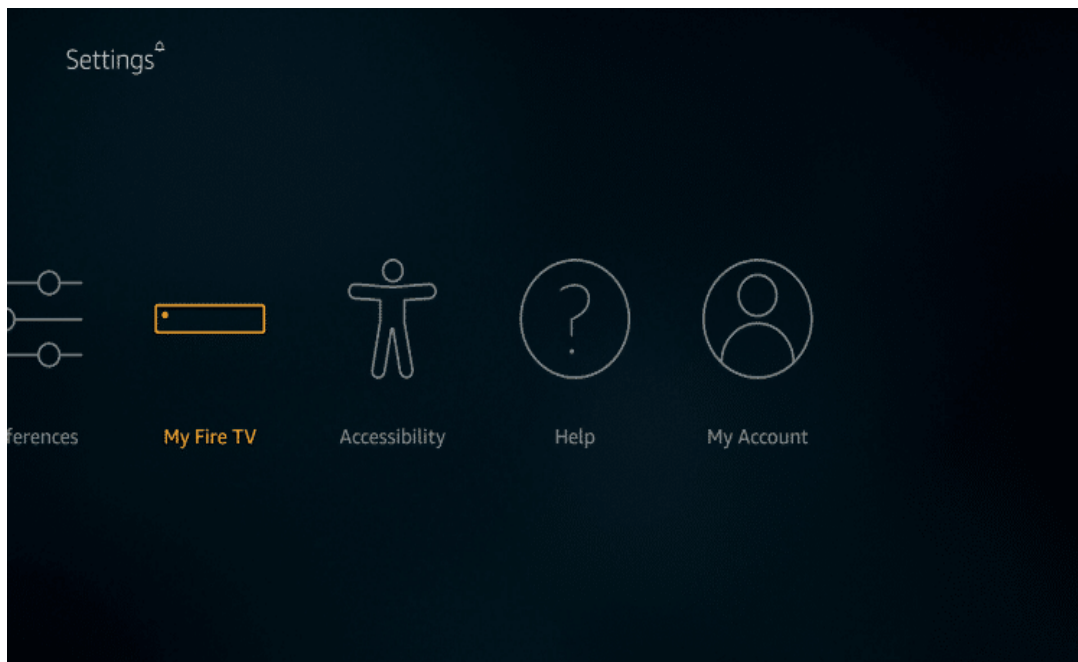 Settings
ferences
My Fire TV
Accessibility
?
Help
My Account